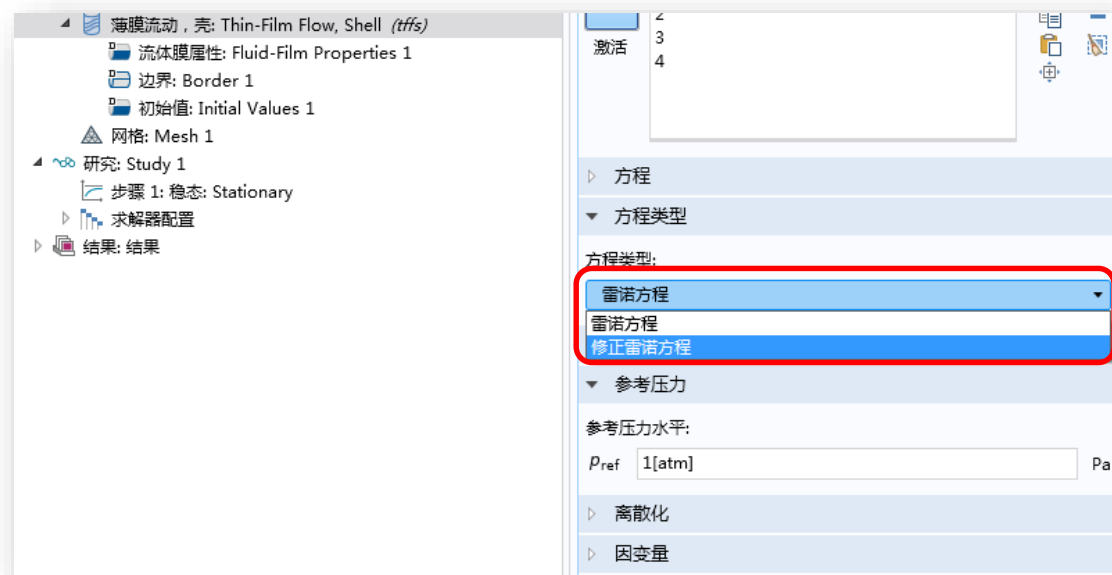 薄膜流动，壳: Thin-Film Flow, Shell (tffs)
流体膜属性: Fluid-Film Properties 1
边界: Border 1
初始值: Initial Values 1
网格: Mesh 1
研究: Study 1
步骤 1: 稳态: Stationary
求解器配置
结果: 结果
激活
2
3
4
方程
方程类型
方程类型:
雷诺方程
雷诺方程
修正雷诺方程
参考压力
参考压力水平:
pref 1[atm] Pa
离散化
因变量